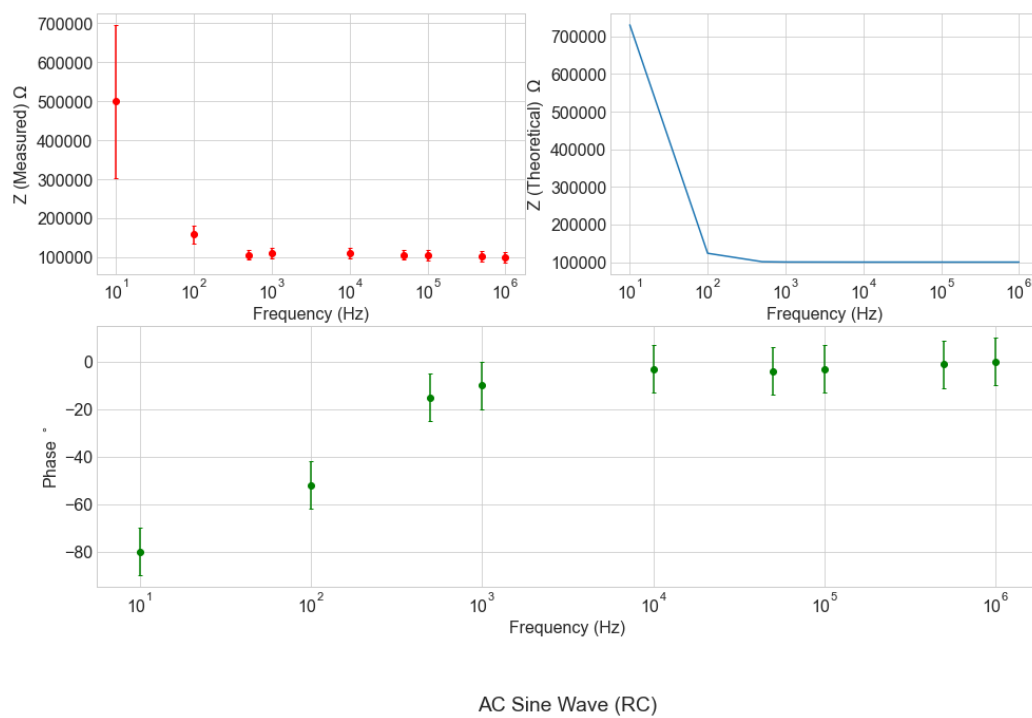 Z (Measured) Ω
700000
600000
500000
400000
300000
200000
100000
10¹ 10² 10³ 10⁴ 10⁵ 10⁶
Frequency (Hz)
Z (Theoretical) Ω
700000
600000
500000
400000
300000
200000
100000
10¹ 10² 10³ 10⁴ 10⁵ 10⁶
Frequency (Hz)
Phase °
0
−20
−40
−60
−80
10¹ 10² 10³ 10⁴ 10⁵ 10⁶
Frequency (Hz)
AC Sine Wave (RC)